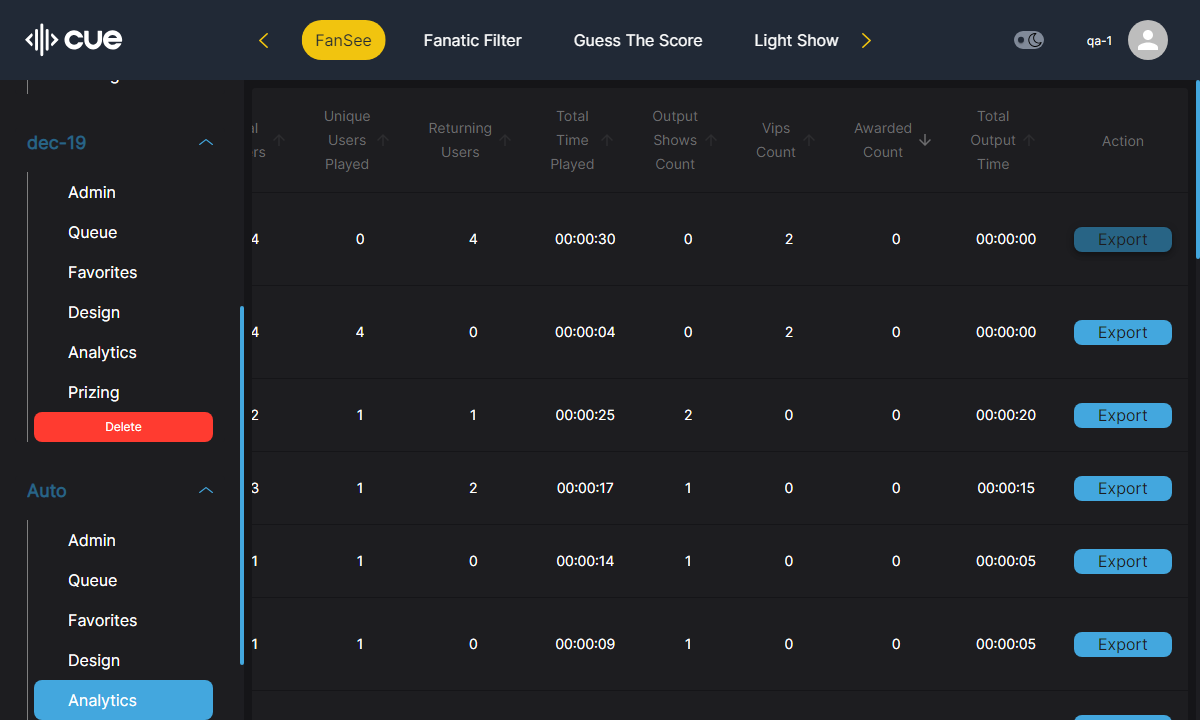 cue
FanSee
Fanatic Filter
Guess The Score
Light Show
qa-1
dec-19
Admin
Queue
Favorites
Design
Analytics
Prizing
Delete
Auto
Admin
Queue
Favorites
Design
Analytics
Unique
Users
Played
Returning
Users
Total
Time
Played
Output
Shows
Count
Vips
Count
Awarded
Count
Total
Output
Time
Action
4 0 4 00:00:30 0 2 0 00:00:00 Export
4 4 0 00:00:04 0 2 0 00:00:00 Export
2 1 1 00:00:25 2 0 0 00:00:20 Export
3 1 2 00:00:17 1 0 0 00:00:15 Export
1 1 0 00:00:14 1 0 0 00:00:05 Export
1 1 0 00:00:09 1 0 0 00:00:05 Export